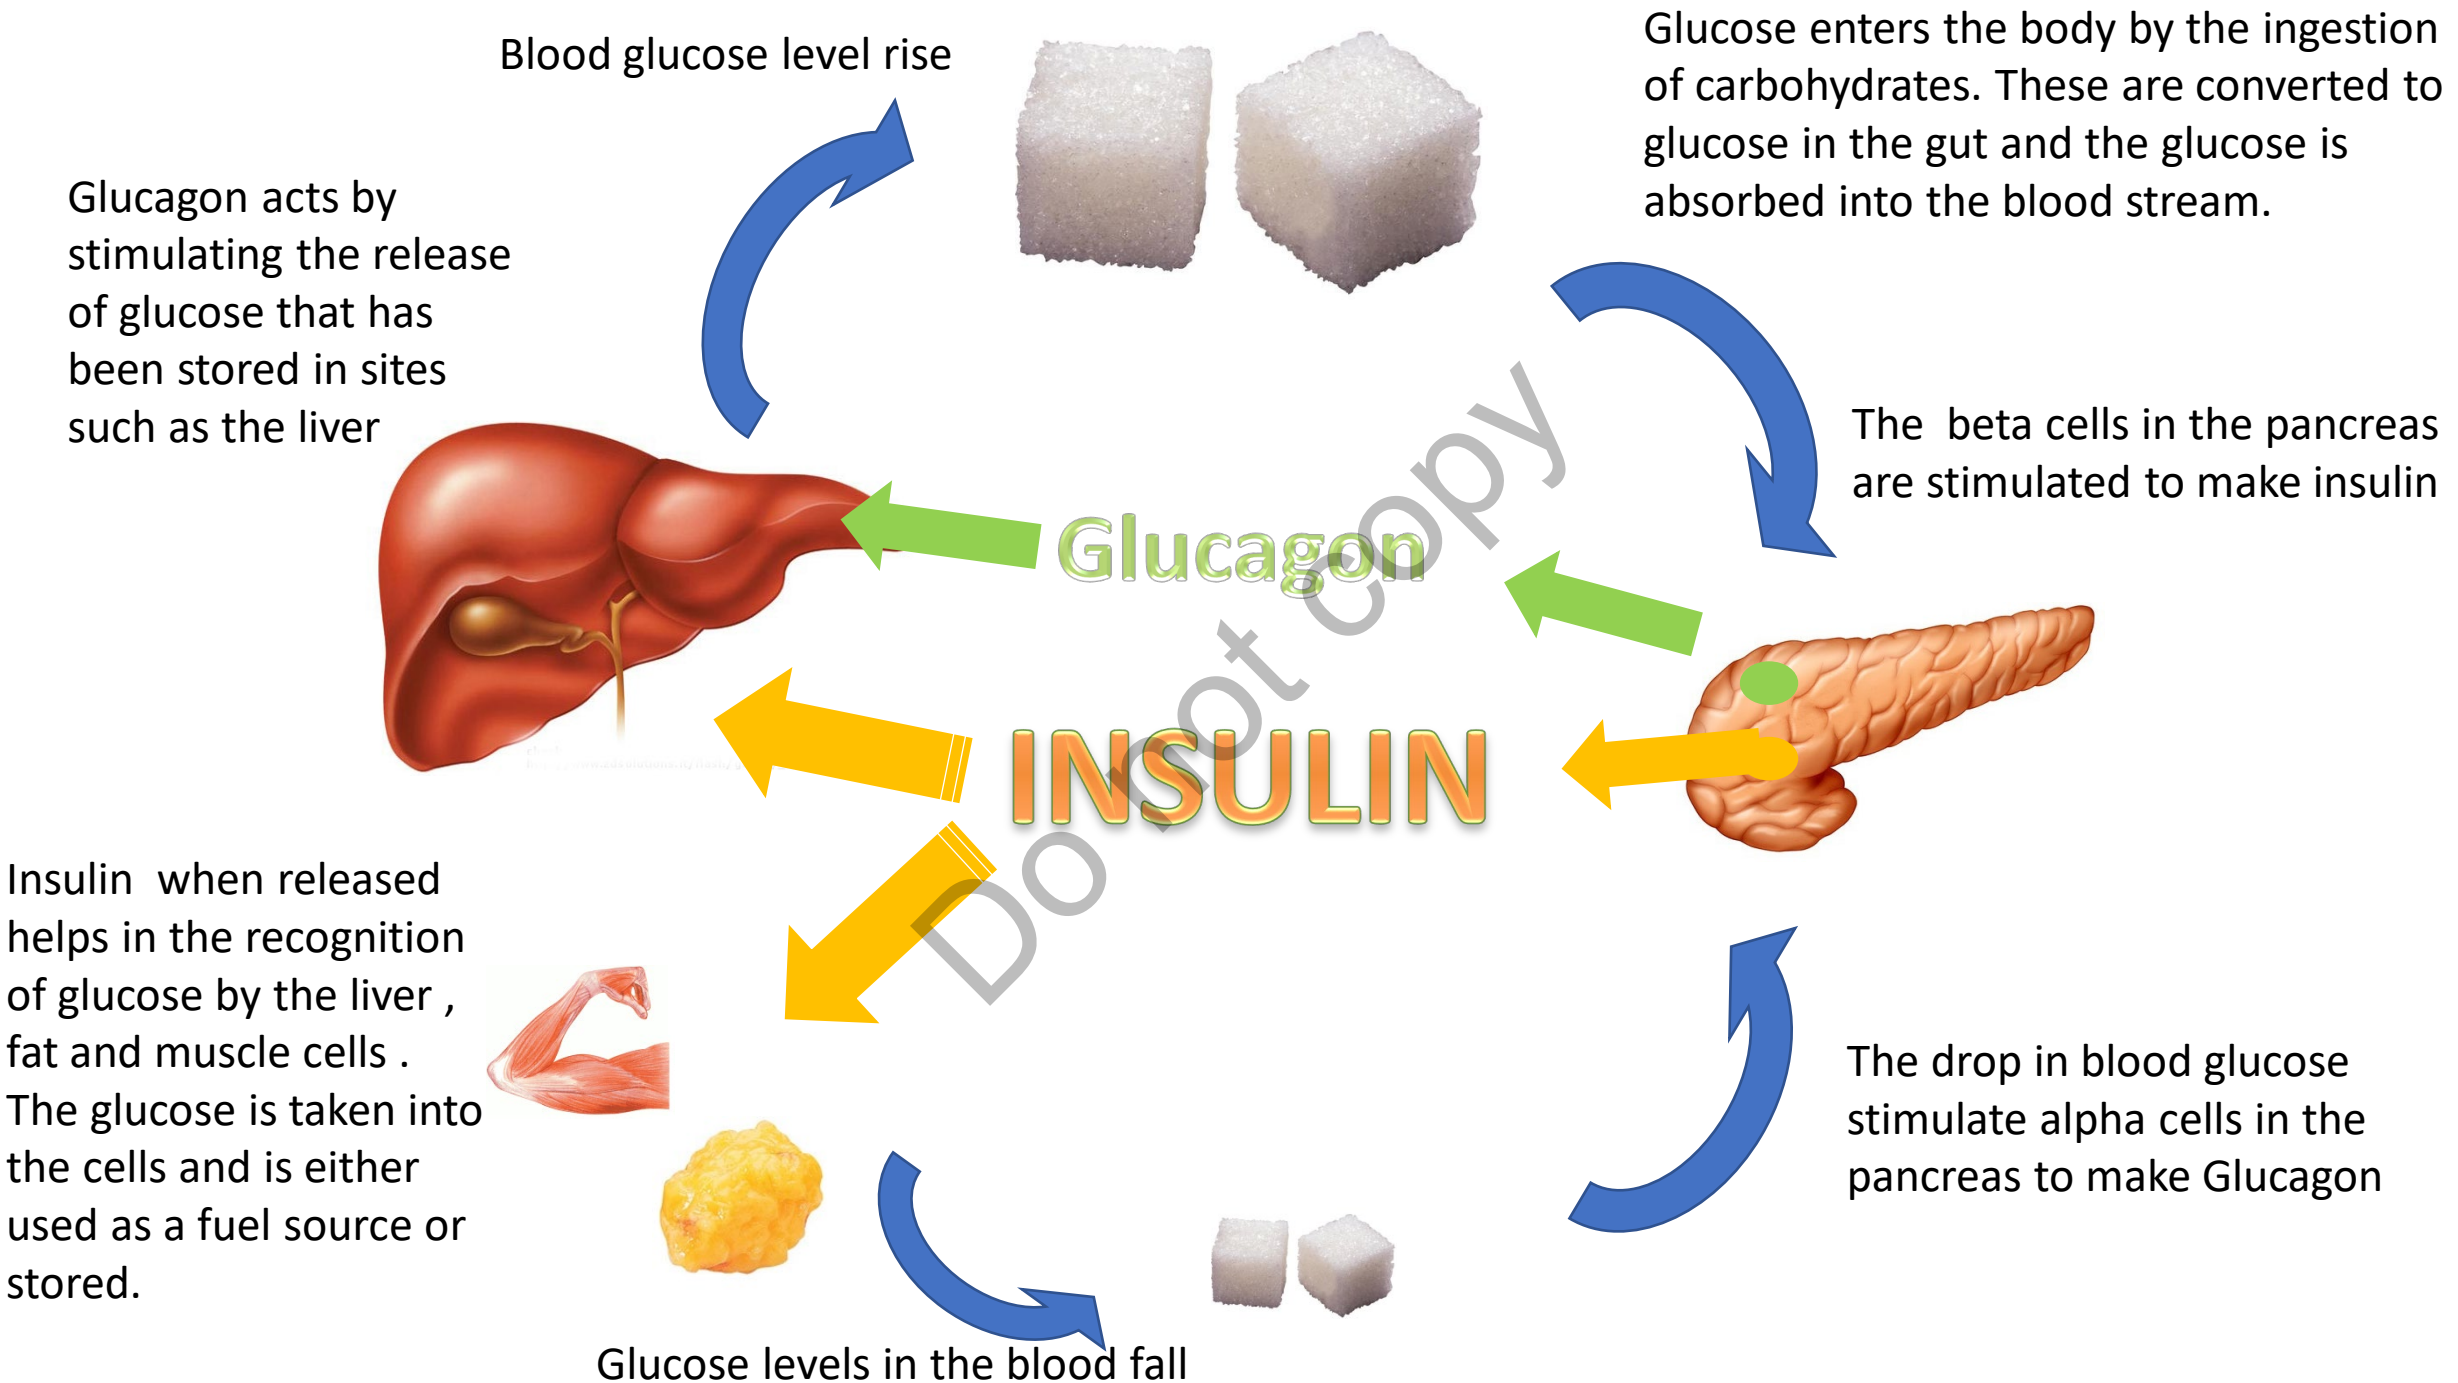 Blood glucose level rise
Glucose enters the body by the ingestion
of carbohydrates. These are converted to
glucose in the gut and the glucose is
absorbed into the blood stream.
Glucagon acts by
stimulating the release
of glucose that has
been stored in sites
such as the liver
The  beta cells in the pancreas
are stimulated to make insulin
Glucagon
INSULIN
Do not copy
Insulin  when released
helps in the recognition
of glucose by the liver ,
fat and muscle cells .
The glucose is taken into
the cells and is either
used as a fuel source or
stored.
The drop in blood glucose
stimulate alpha cells in the
pancreas to make Glucagon
Glucose levels in the blood fall